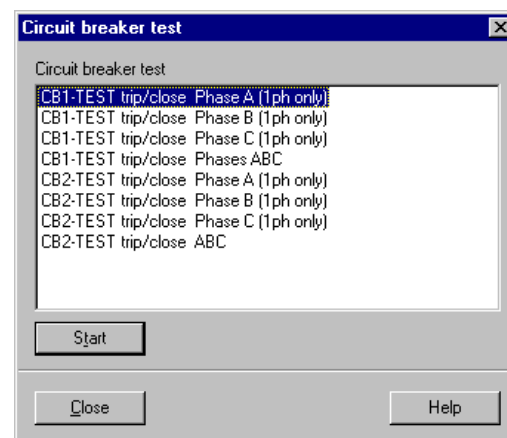 Circuit breaker test
Circuit breaker test
CB1-TEST trip/close Phase A (1ph only)
CB1-TEST trip/close Phase B (1ph only)
CB1-TEST trip/close Phase C (1ph only)
CB1-TEST trip/close Phases ABC
CB2-TEST trip/close Phase A (1ph only)
CB2-TEST trip/close Phase B (1ph only)
CB2-TEST trip/close Phase C (1ph only)
CB2-TEST trip/close ABC
Start
Close Help